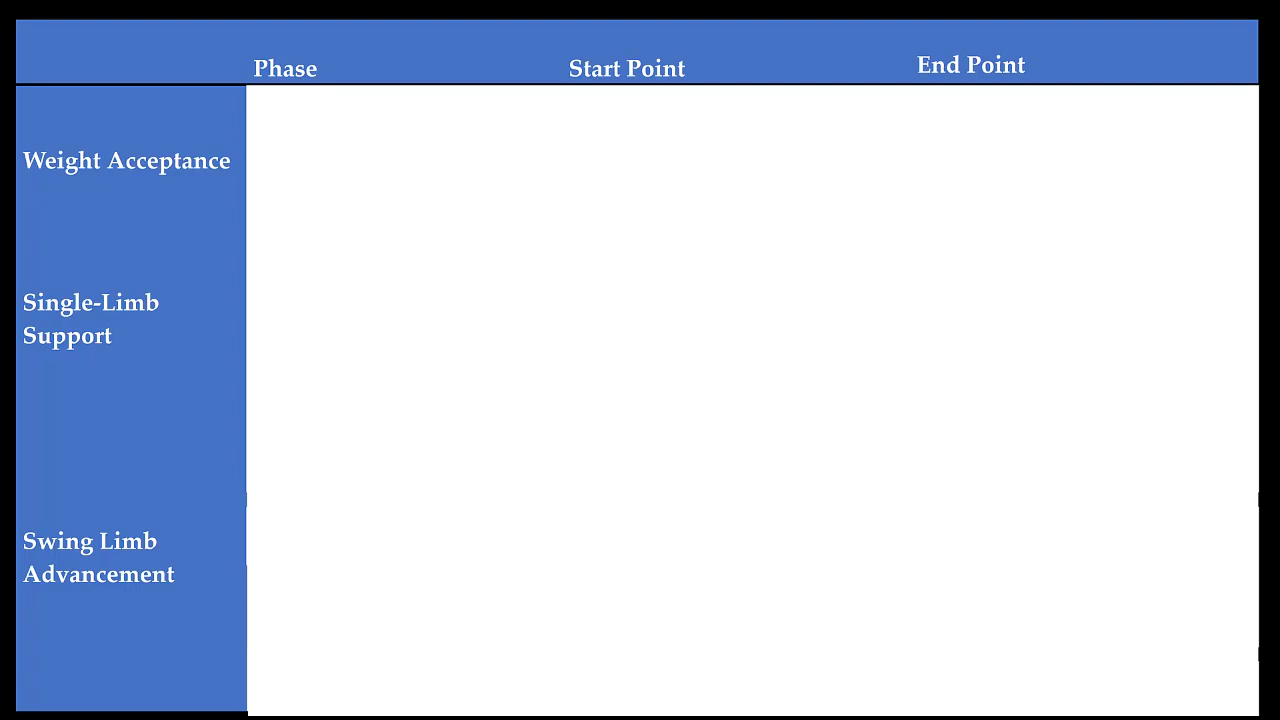 Phase Start Point End Point
Weight Acceptance
Single-Limb
Support
Swing Limb
Advancement